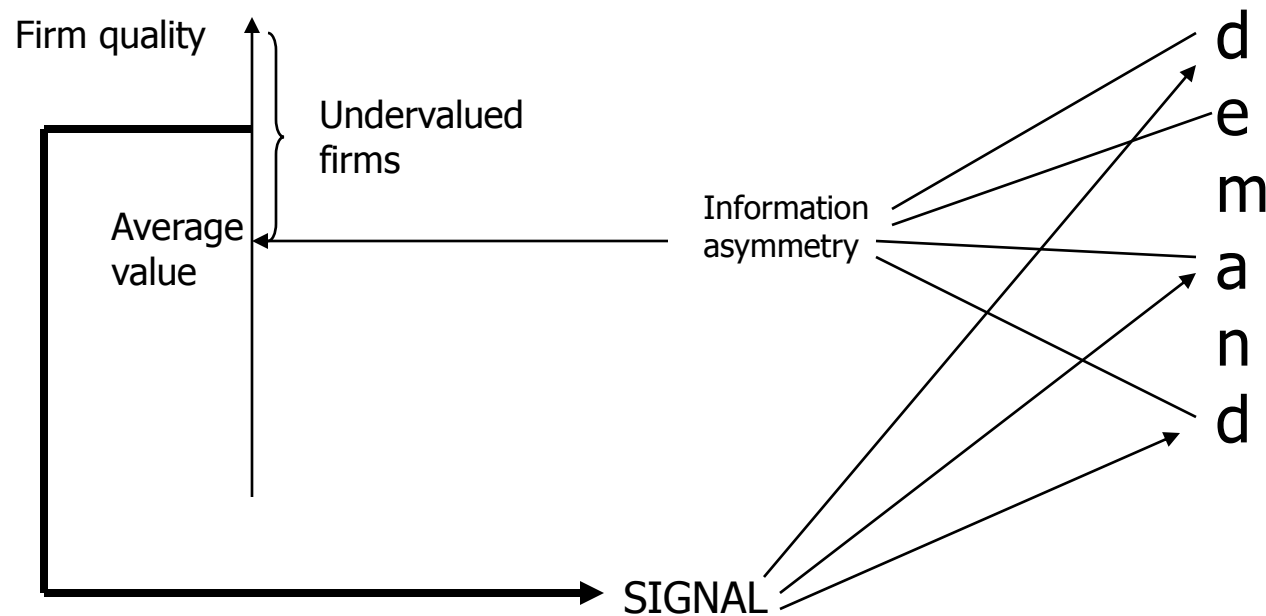 Firm quality
Undervalued
firms
Average
value
Information
asymmetry
SIGNAL
d
e
m
a
n
d